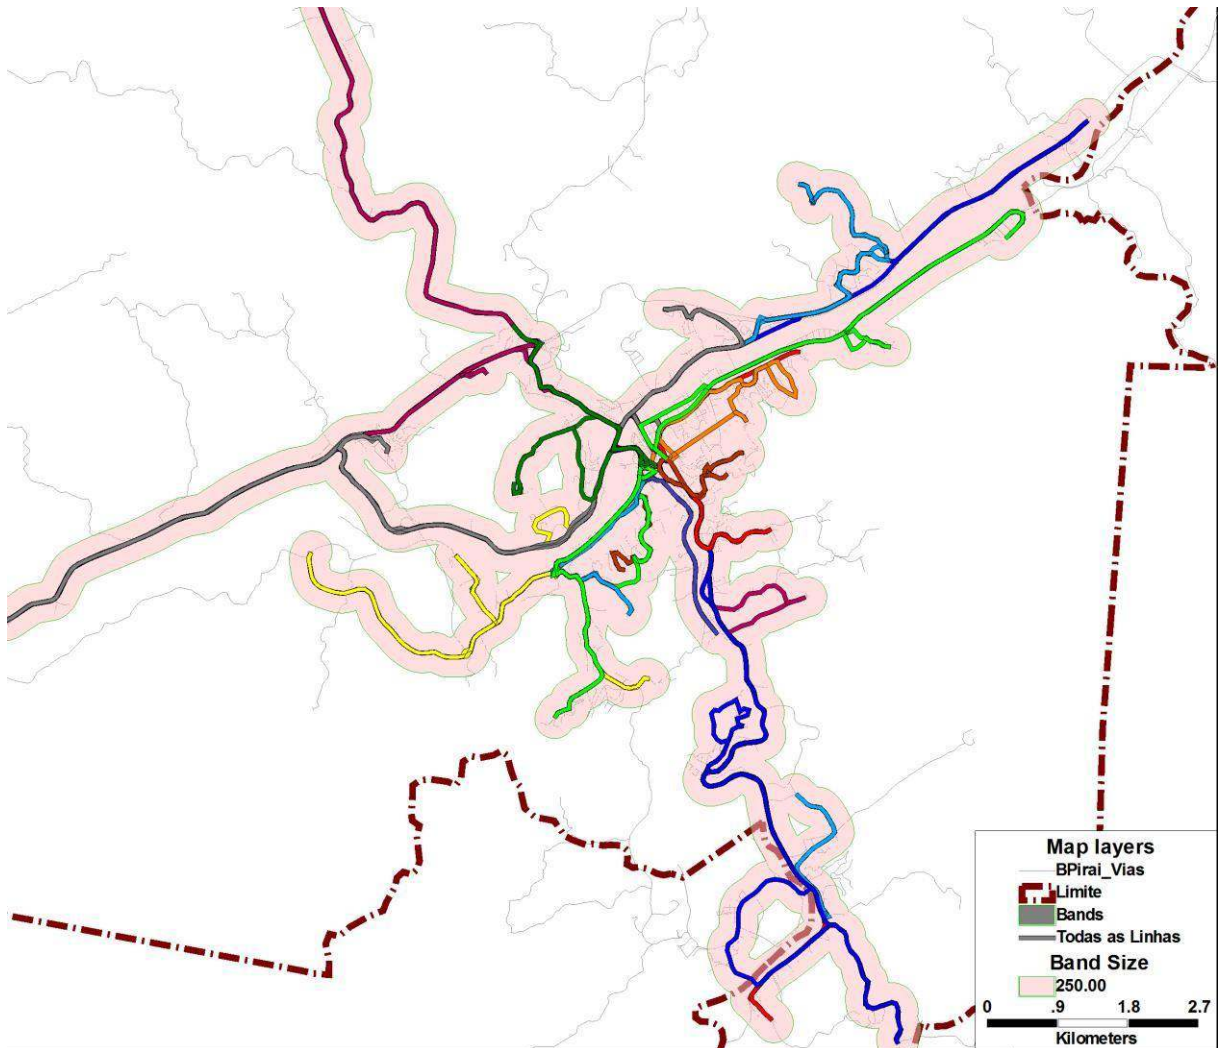 Map layers
BPirai_Vias
Limite
Bands
Todas as Linhas
Band Size
250.00
0 .9 1.8 2.7
Kilometers